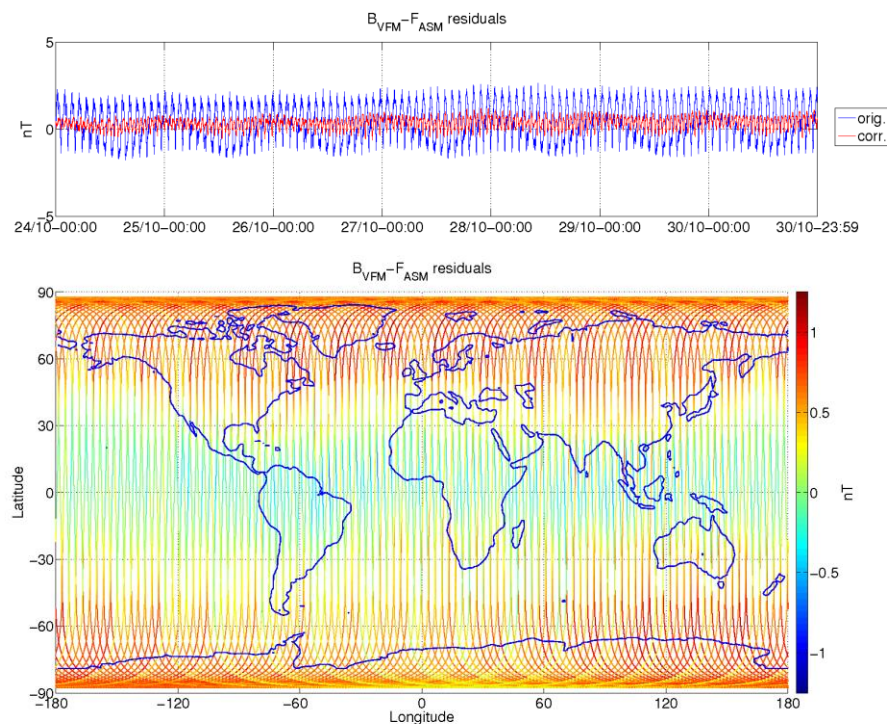 B_VFM−F_ASM residuals
5
0
−5
nT
24/10−00:00 25/10−00:00 26/10−00:00 27/10−00:00 28/10−00:00 29/10−00:00 30/10−00:00 30/10−23:59
orig.
corr.
B_VFM−F_ASM residuals
90
60
30
0
−30
−60
−90
Latitude
−180 −120 −60 0 60 120 180
Longitude
1
0.5
0
−0.5
−1
nT